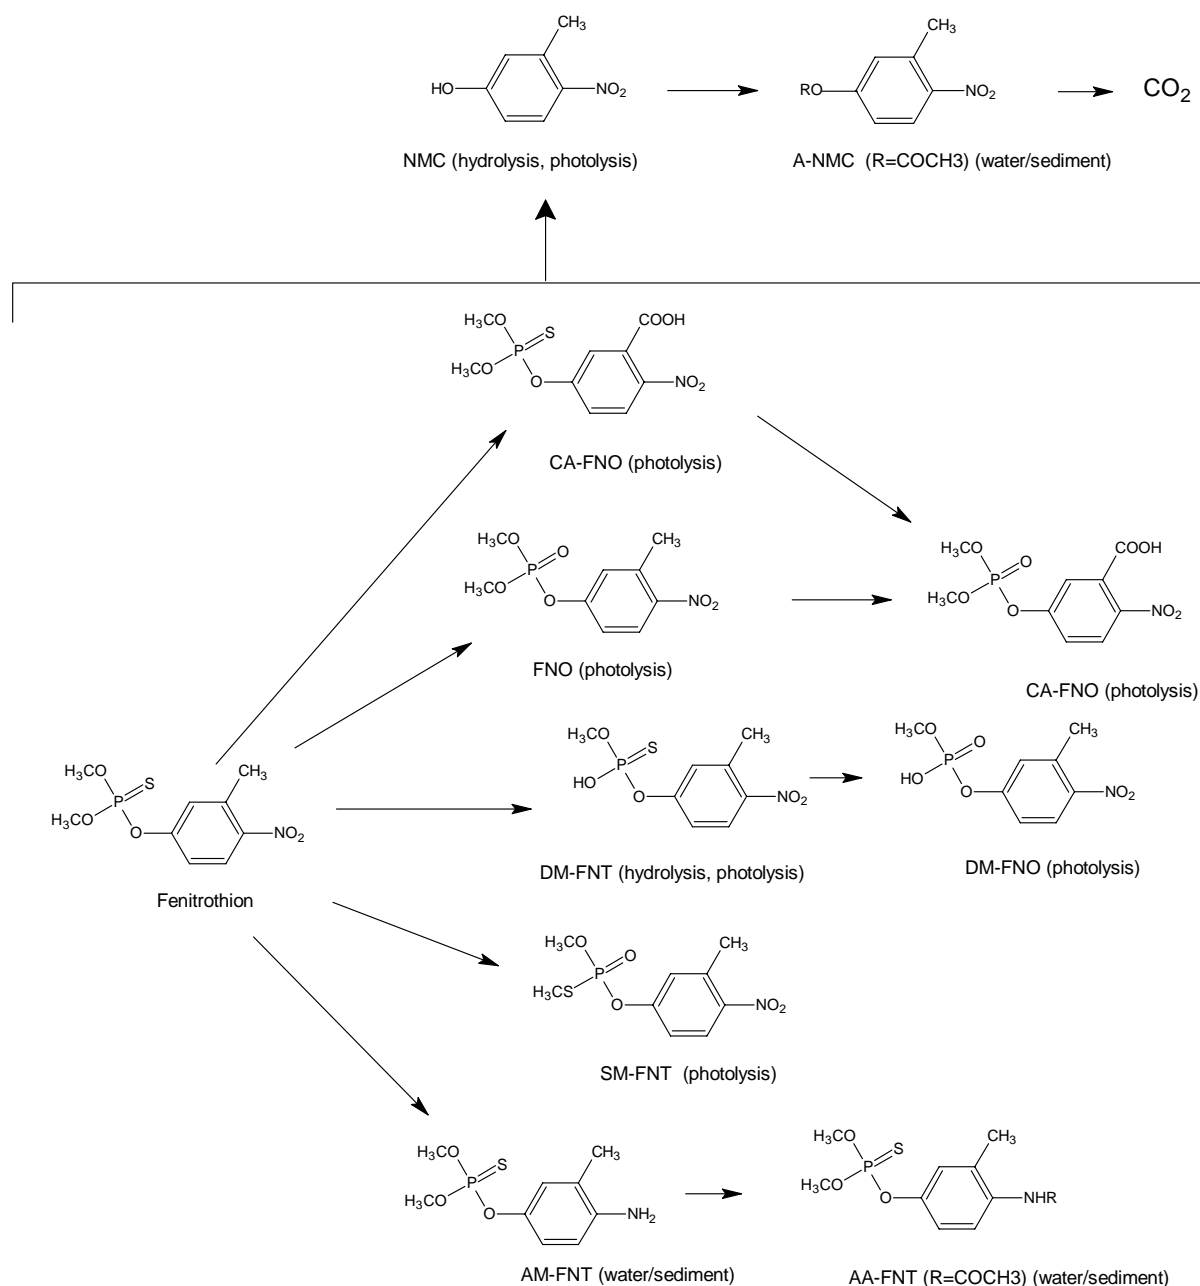 CH3
HO
NO2
NMC (hydrolysis, photolysis)
CH3
RO
NO2
A-NMC (R=COCH3) (water/sediment)
CO2
H3CO
S
P
H3CO
O
COOH
NO2
CA-FNO (photolysis)
H3CO
O
P
H3CO
O
CH3
NO2
FNO (photolysis)
H3CO
O
P
H3CO
O
COOH
NO2
CA-FNO (photolysis)
H3CO
S
P
H3CO
O
CH3
NO2
Fenitrothion
H3CO
S
P
HO
O
CH3
NO2
DM-FNT (hydrolysis, photolysis)
H3CO
O
P
HO
O
CH3
NO2
DM-FNO (photolysis)
H3CO
O
P
H3CS
O
CH3
NO2
SM-FNT (photolysis)
H3CO
S
P
H3CO
O
CH3
NH2
AM-FNT (water/sediment)
H3CO
S
P
H3CO
O
CH3
NHR
AA-FNT (R=COCH3) (water/sediment)